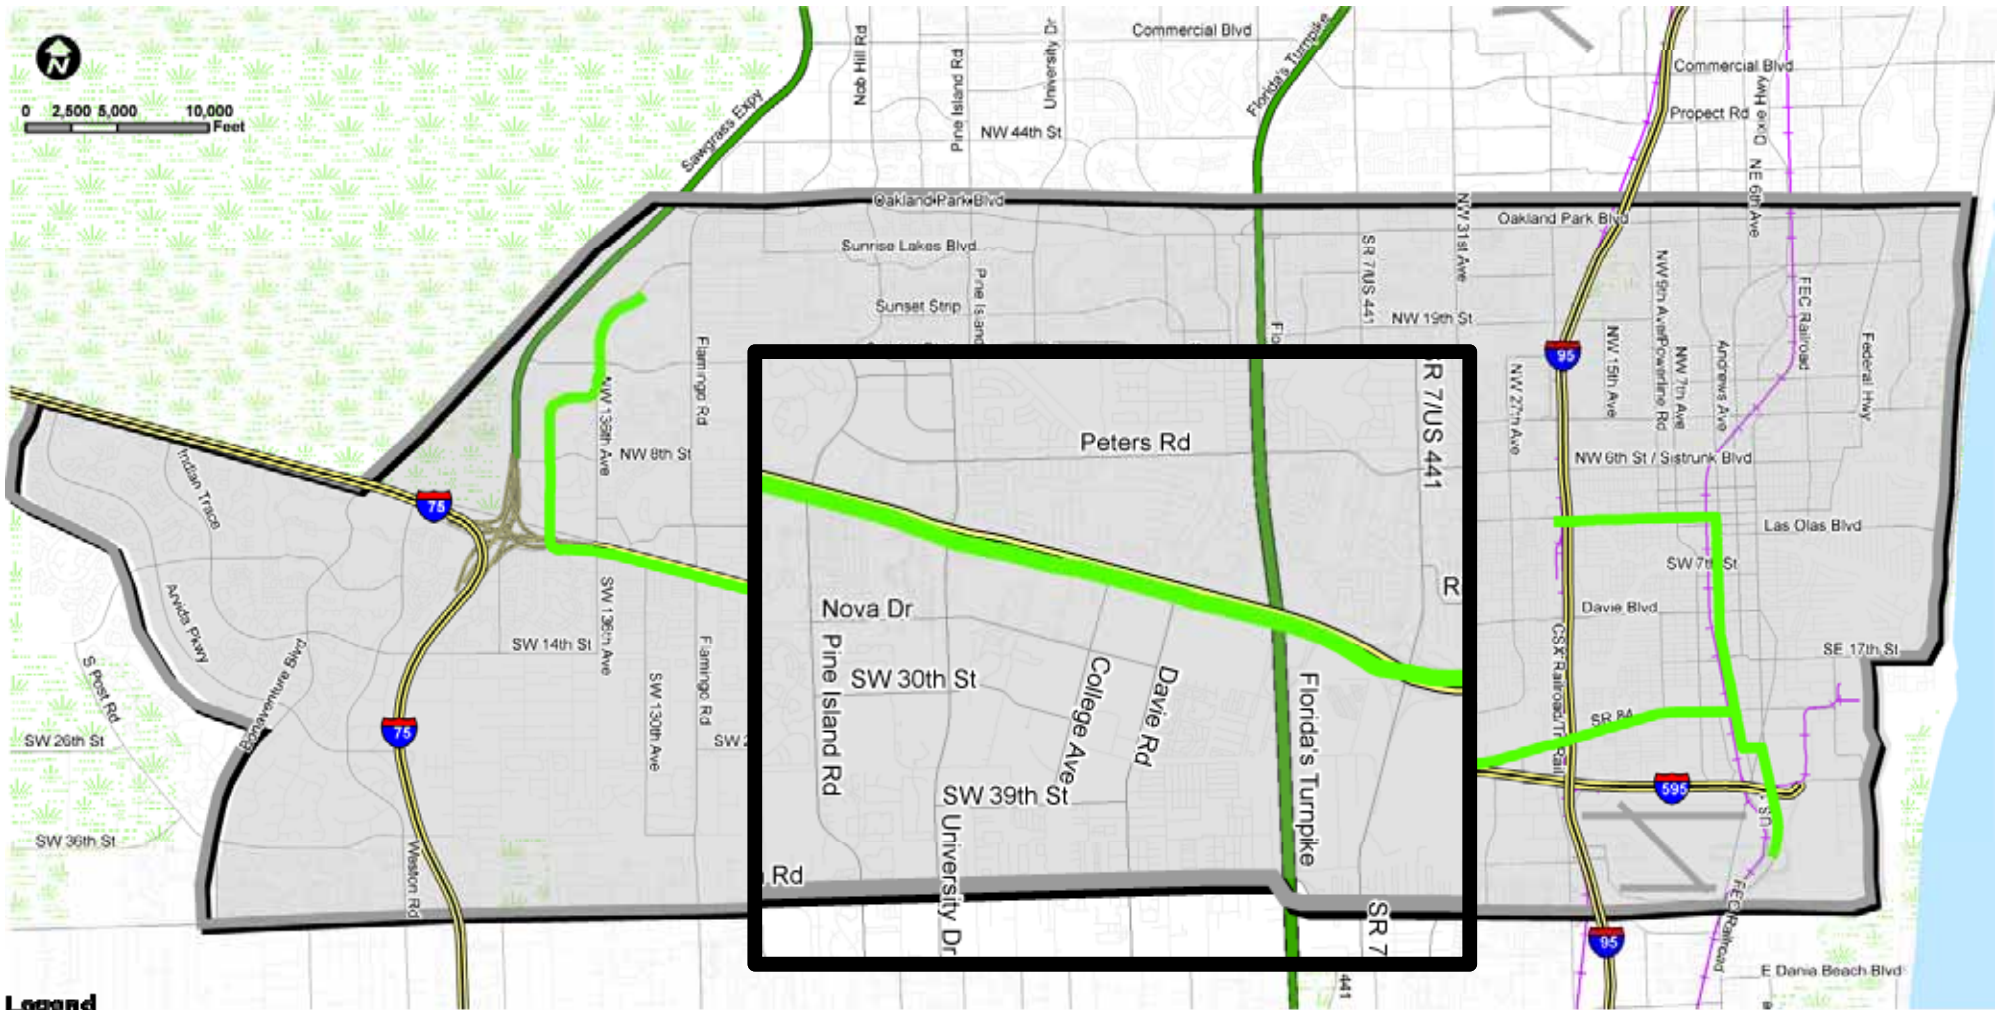 Commercial Blvd
Commercial Blvd
Nob Hill Rd
Pine Island Rd
University Dr
Florida's Turnpike
Sawgrass Expy
Propect Rd
Dixie Hwy
NW 44th St
N
0 2,500 5,000 10,000
Feet
NE 6th Ave
Oakland Park Blvd
NW 31st Ave
Oakland Park Blvd
Sunrise Lakes Blvd
SR 7/US 441
Pine Island
Sunset Strip
NW 19th St
Flo
NW 9th Ave/Powerline Rd
FEC Railroad
95
NW 15th Ave
NW 7th Ave
Andrews Ave
Federal Hwy
NW 27th Ave
Flamingo Rd
NW 136th Ave
NW 8th St
Peters Rd
SR 7/US 441
NW 6th St / Sistrunk Blvd
Indian Trace
75
Las Olas Blvd
SW 7th St
R
Nova Dr
Davie Blvd
Arvida Pkwy
SW 136th Ave
SW 14th St
Flamingo Rd
Pine Island Rd
SW 30th St
College Ave
Davie Rd
Florida's Turnpike
CSX Railroad/Tri-Rail
SE 17th St
S Post Rd
Bonaventure Blvd
SW 130th Ave
SR 84
75
SW 26th St
SW 2
SW 39th St
595
US
SW 36th St
Weston Rd
Rd
University Dr
SR 7
FEC Railroad
95
E Dania Beach Blvd
441
Legend